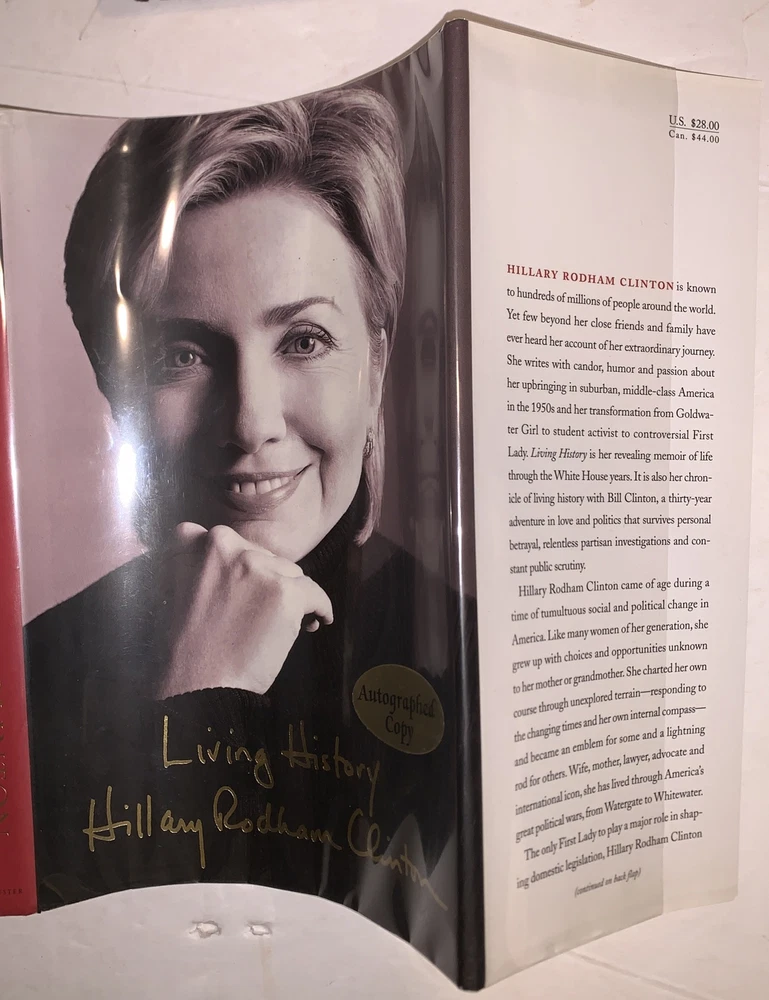 Autographed
Copy
Living History
Hillary Rodham Clinton
U.S. $28.00
Can. $44.00
HILLARY RODHAM CLINTON is known
to hundreds of millions of people around the world.
Yet few beyond her close friends and family have
ever heard her account of her extraordinary journey.
She writes with candor, humor and passion about
her upbringing in suburban, middle-class America
in the 1950s and her transformation from Goldwa-
ter Girl to student activist to controversial First
Lady. Living History is her revealing memoir of life
through the White House years. It is also her chron-
icle of living history with Bill Clinton, a thirty-year
adventure in love and politics that survives personal
betrayal, relentless partisan investigations and con-
stant public scrutiny.
Hillary Rodham Clinton came of age during a
time of tumultuous social and political change in
America. Like many women of her generation, she
grew up with choices and opportunities unknown
to her mother or grandmother. She charted her own
course through unexplored terrain—responding to
the changing times and her own internal compass—
and became an emblem for some and a lightning
rod for others. Wife, mother, lawyer, advocate and
international icon, she has lived through America's
great political wars, from Watergate to Whitewater.
The only First Lady to play a major role in shap-
ing domestic legislation, Hillary Rodham Clinton
(continued on back flap)